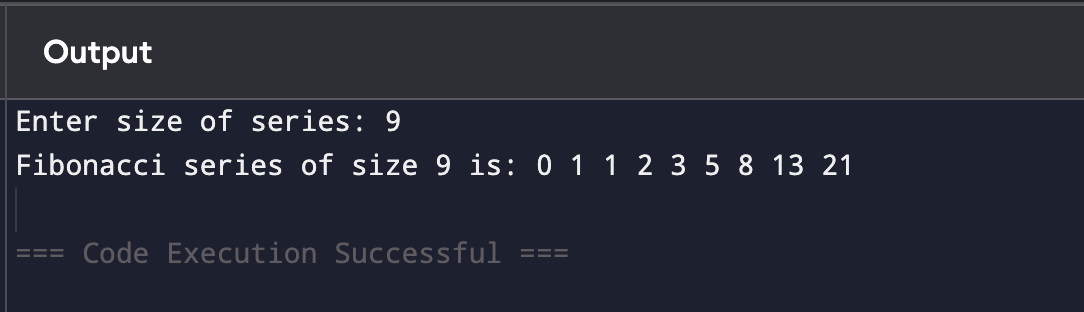 Output
Enter size of series: 9
Fibonacci series of size 9 is: 0 1 1 2 3 5 8 13 21
=== Code Execution Successful ===